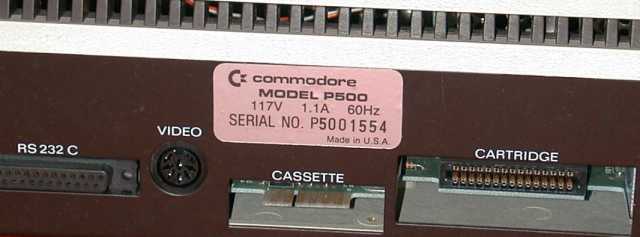 commodore
MODEL P500
117V 1.1A 60Hz
SERIAL NO. P5001554
Made in U.S.A.
RS 232 C
VIDEO
CASSETTE
CARTRIDGE